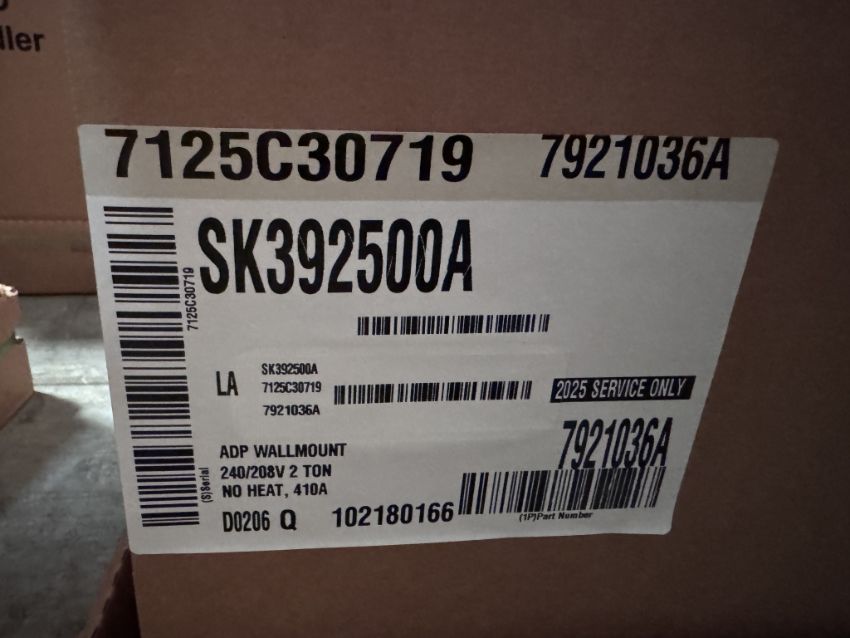 ller
7125C30719 7921036A
SK392500A
7125C30719
LA
SK392500A
7125C30719
7921036A
2025 SERVICE ONLY
7921036A
ADP WALLMOUNT
240/208V 2 TON
NO HEAT, 410A
(S)Serial
D0206 Q 102180166
(1P)Part Number